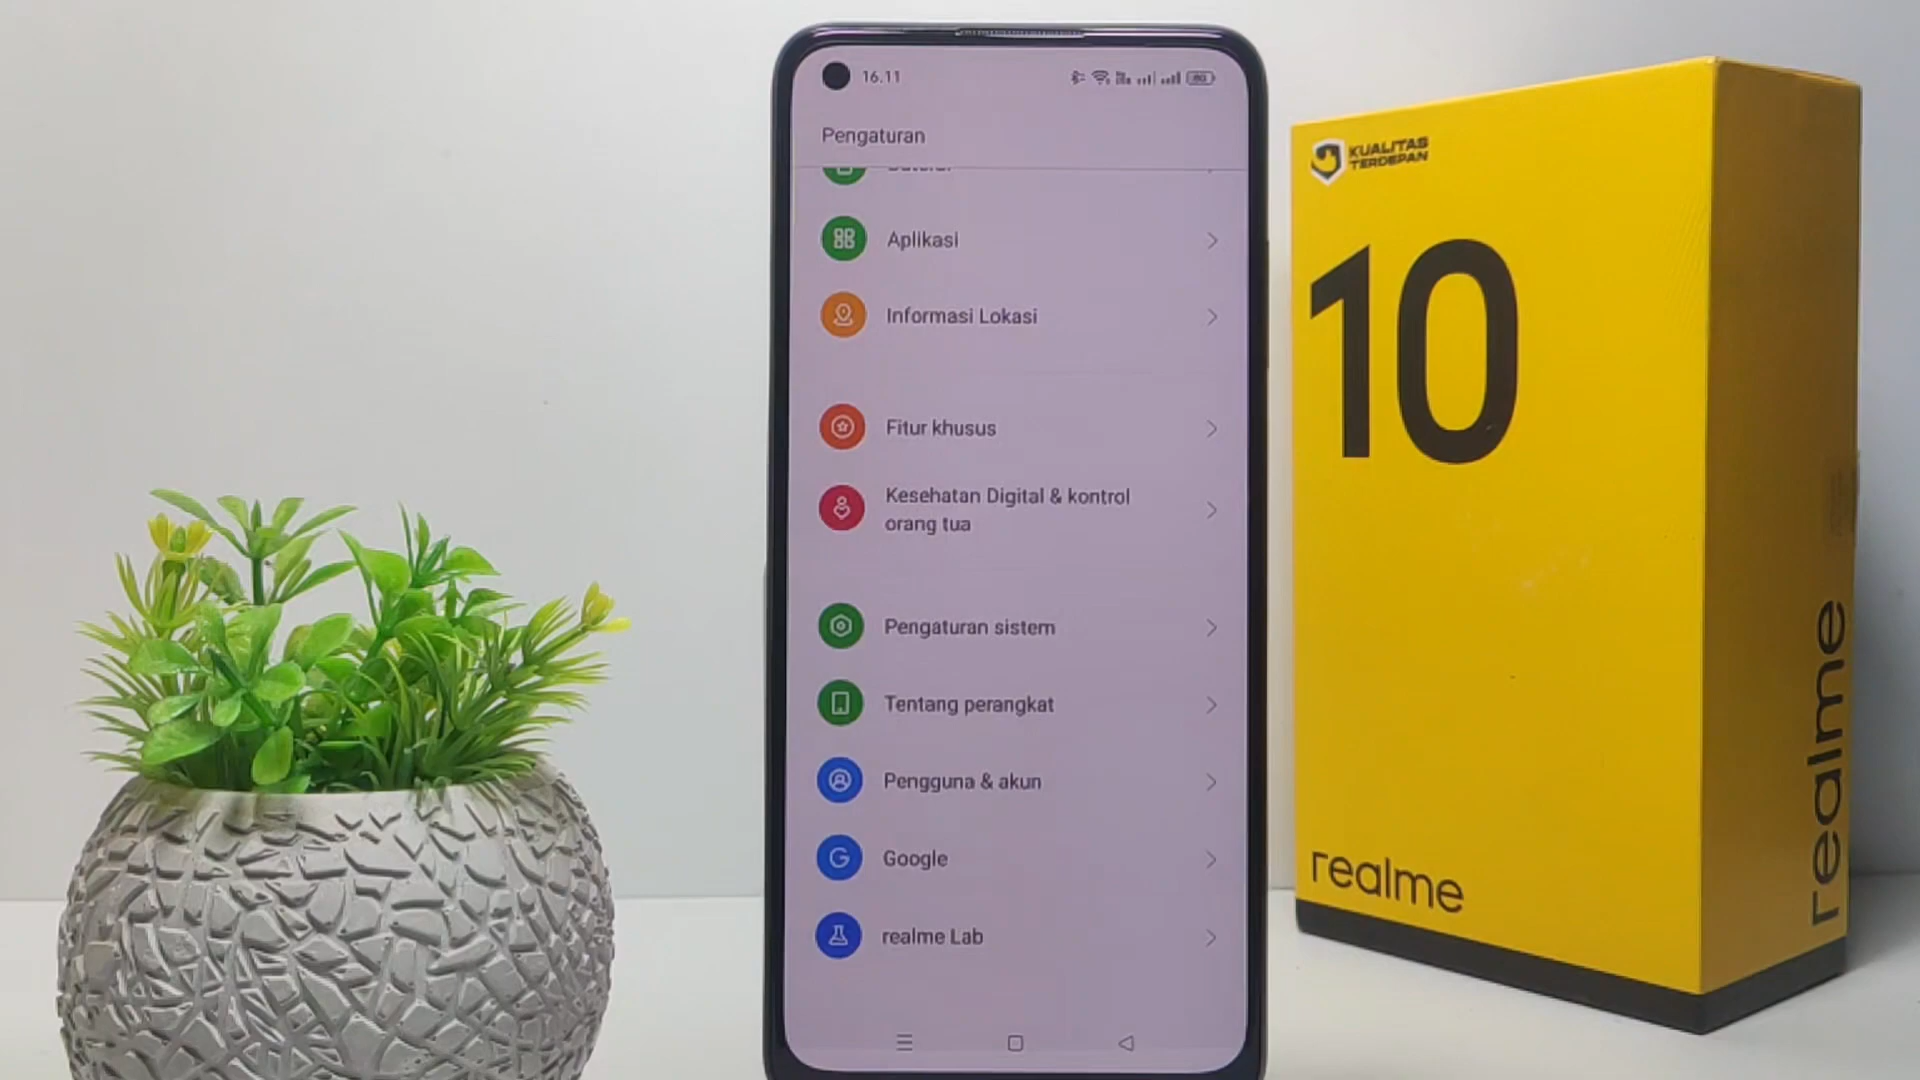 16.11
Pengaturan
Aplikasi
Informasi Lokasi
Fitur khusus
Kesehatan Digital & kontrol
orang tua
Pengaturan sistem
Tentang perangkat
Pengguna & akun
Google
realme Lab
KUALITAS
TERDEPAN
10
realme
realme